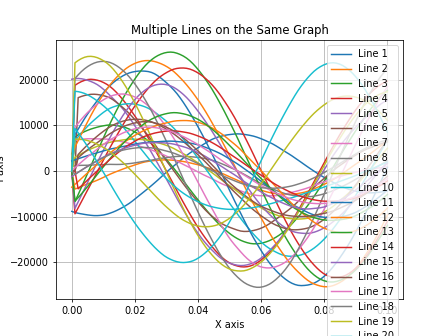 Multiple Lines on the Same Graph
20000
10000
0
−10000
−20000
0.00
0.02
0.04
0.06
0.08
X axis
Line 1
Line 2
Line 3
Line 4
Line 5
Line 6
Line 7
Line 8
Line 9
Line 10
Line 11
Line 12
Line 13
Line 14
Line 15
Line 16
Line 17
Line 18
Line 19
Line 20